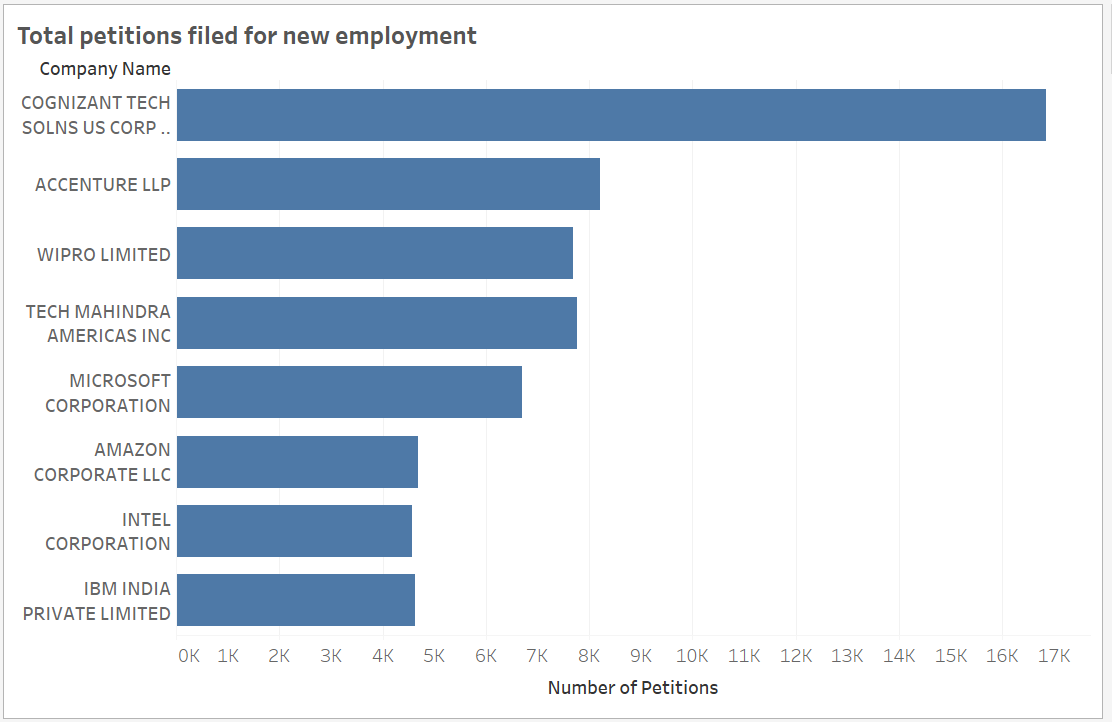 Total petitions filed for new employment
Company Name
COGNIZANT TECH
SOLNS US CORP ..
ACCENTURE LLP
WIPRO LIMITED
TECH MAHINDRA
AMERICAS INC
MICROSOFT
CORPORATION
AMAZON
CORPORATE LLC
INTEL
CORPORATION
IBM INDIA
PRIVATE LIMITED
0K 1K 2K 3K 4K 5K 6K 7K 8K 9K 10K 11K 12K 13K 14K 15K 16K 17K
Number of Petitions